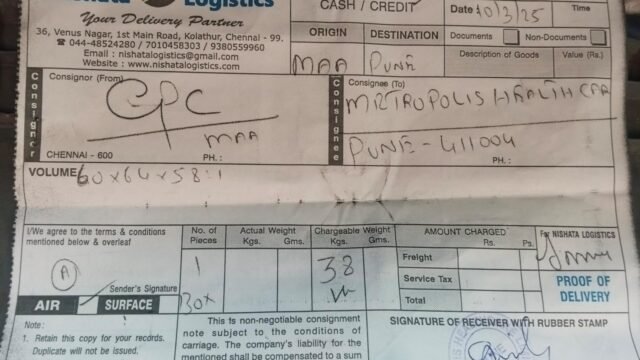 Logistics
Your Delivery Partner
36, Venus Nagar, 1st Main Road, Kolathur, Chennai - 99.
☎ 044-48524280 / 7010458303 / 9380559960
Email : nishatalogistics@gmail.com
Website : www.nishatalogistics.com
CASH / CREDIT
Date 10/3/25
Time
ORIGIN
DESTINATION
Documents
Non-Documents
MAA
PUNE
Description of Goods
Value (Rs.)
Consignor
Consignor (From)
CPC
MAA
CHENNAI - 600
PH. :
Consignee
Consignee (To)
METROPOLIS HEALTH CAR
PUNE - 411004
PH. :
VOLUME 60x64x58:1
I/We agree to the terms & conditions
mentioned below & overleaf
A
Sender's Signature
AIR
SURFACE
No. of
Pieces
1
BOX
Actual Weight
Kgs. Gms.
Chargeable Weight
Kgs. Gms.
38
AMOUNT CHARGED
Rs. Ps.
Freight
Service Tax
Total
For NISHATA LOGISTICS
PROOF OF
DELIVERY
Note :
1. Retain this copy for your records.
Duplicate will not be issued.
This is non-negotiable consignment
note subject to the conditions of
carriage. The company's liability for
the mentioned shall be compensated to a sum
SIGNATURE OF RECEIVER WITH RUBBER STAMP